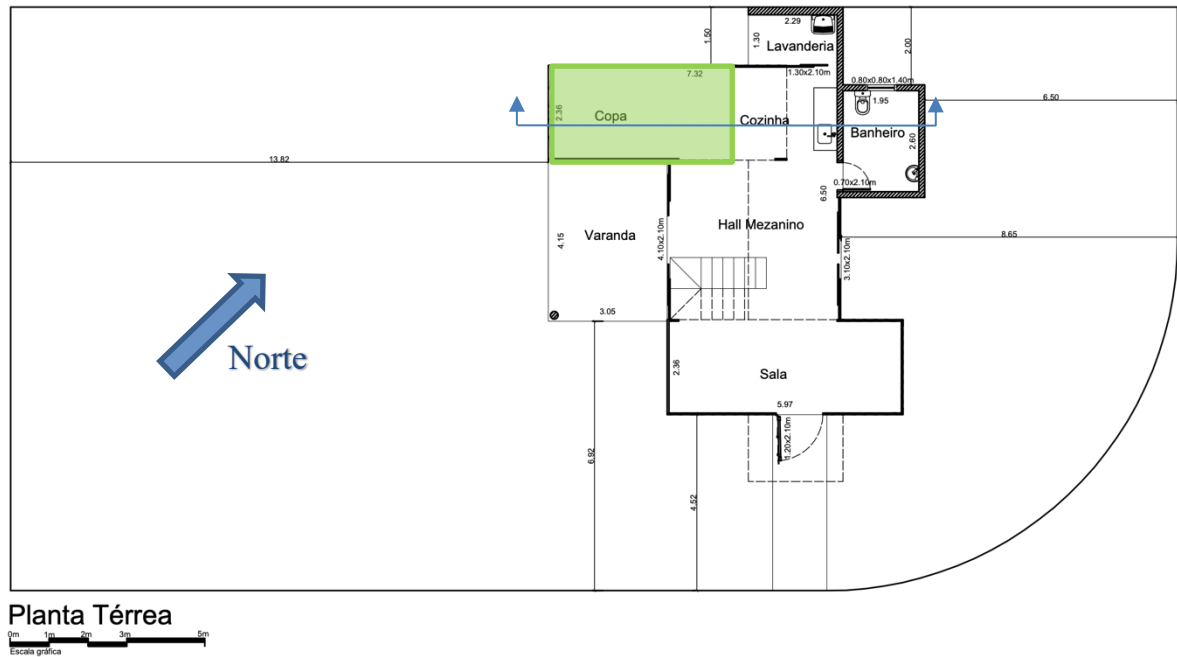 2.29
1.50
1.30
Lavanderia
2.00
7.32
1.30x2.10m
0.80x0.80x1.40m
6.50
2.36
Copa
Cozinha
1.95
Banheiro
2.60
13.82
0.70x2.10m
6.50
Varanda
4.15
4.10x2.10m
Hall Mezanino
3.10x2.10m
8.65
3.05
Norte
2.36
Sala
5.97
1.20x2.10m
6.92
4.52
Planta Térrea
0m 1m 2m 3m 5m
Escala gráfica